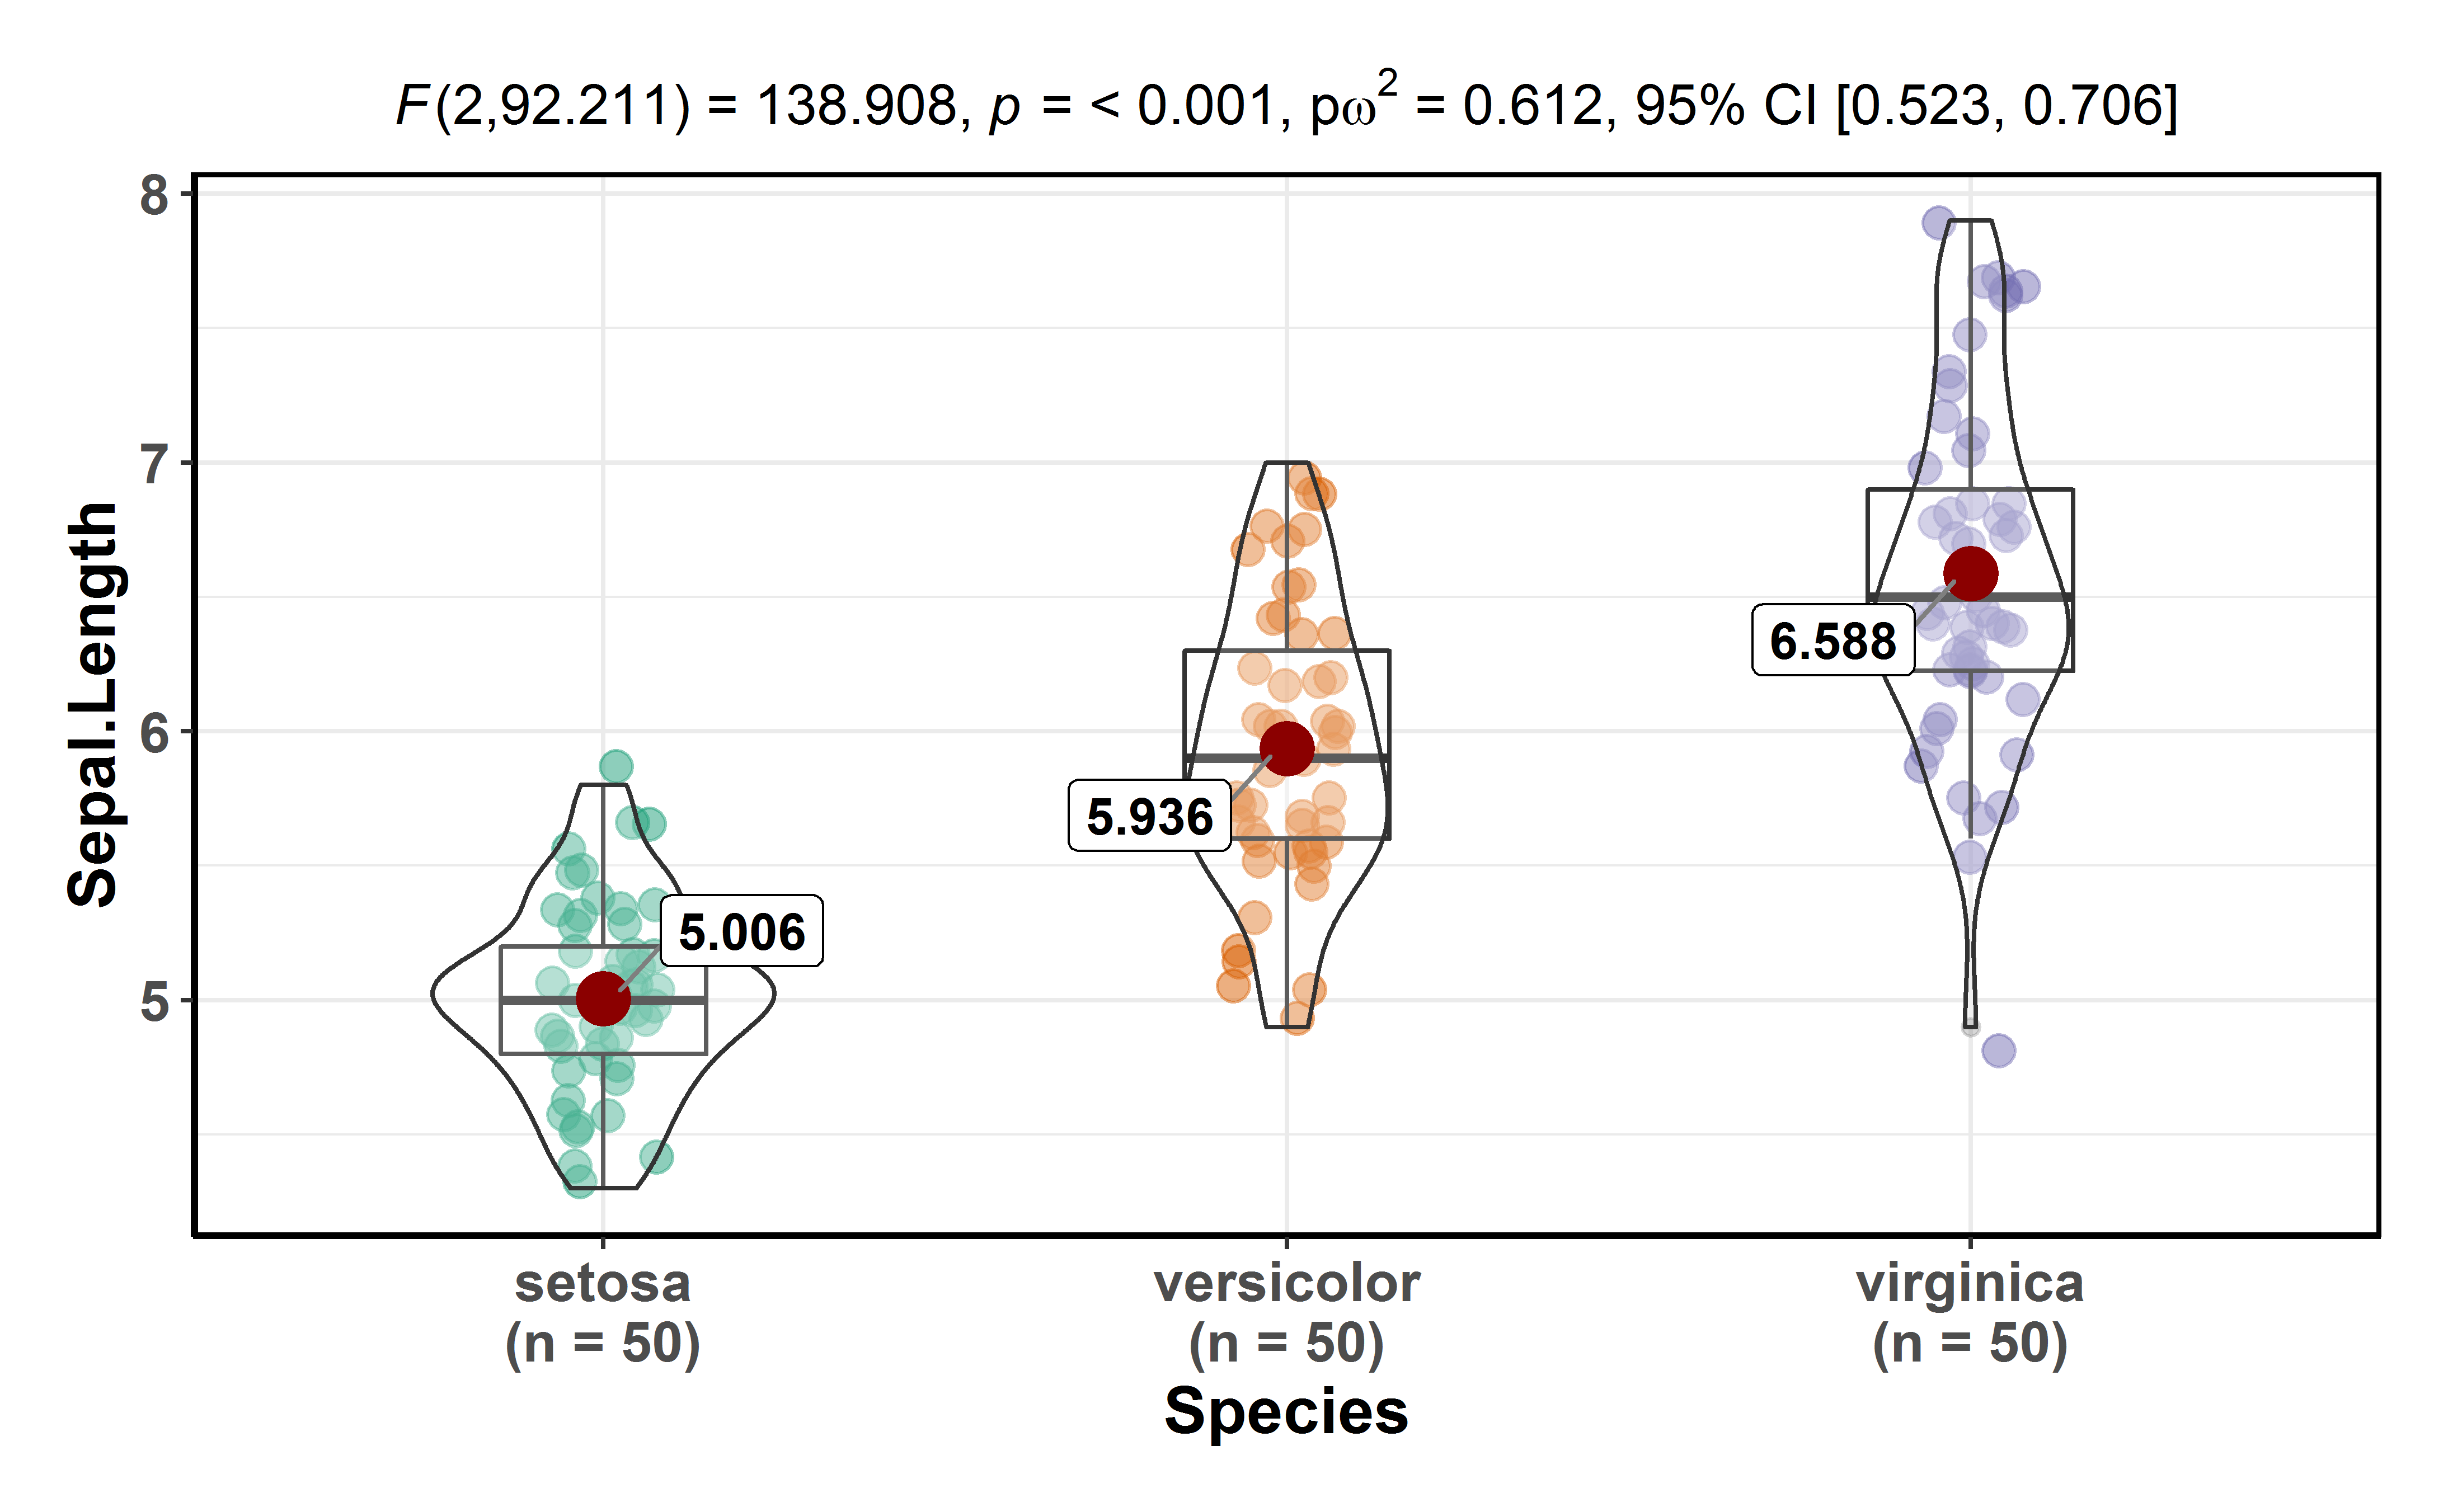 F(2,92.211) = 138.908, p = < 0.001, pω² = 0.612, 95% CI [0.523, 0.706]
8
7
6
5
Sepal.Length
5.006
5.936
6.588
setosa
(n = 50)
versicolor
(n = 50)
virginica
(n = 50)
Species